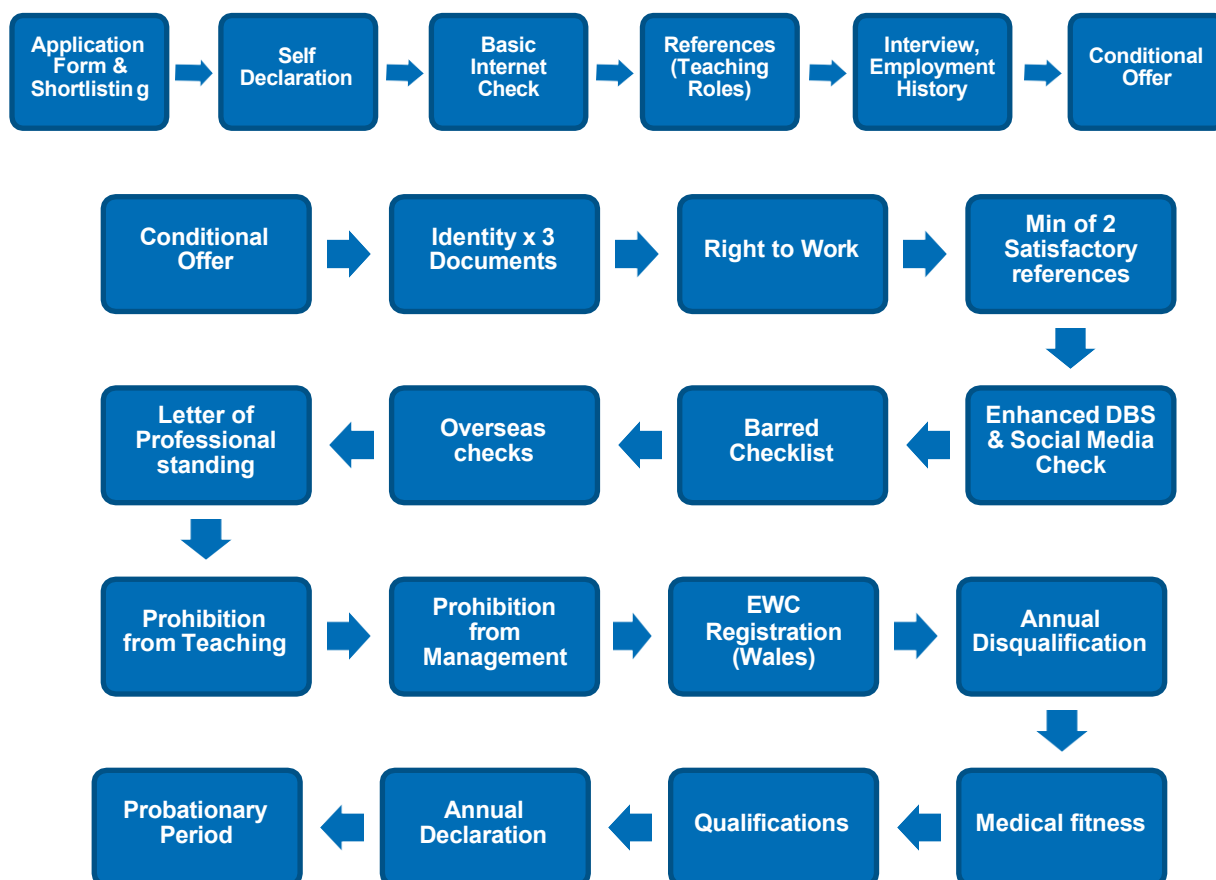 Application
Form &
Shortlistin g
Self
Declaration
Basic
Internet
Check
References
(Teaching
Roles)
Interview,
Employment
History
Conditional
Offer
Conditional
Offer
Identity x 3
Documents
Right to Work
Min of 2
Satisfactory
references
Enhanced DBS
& Social Media
Check
Barred
Checklist
Overseas
checks
Letter of
Professional
standing
Prohibition
from Teaching
Prohibition
from
Management
EWC
Registration
(Wales)
Annual
Disqualification
Medical fitness
Qualifications
Annual
Declaration
Probationary
Period